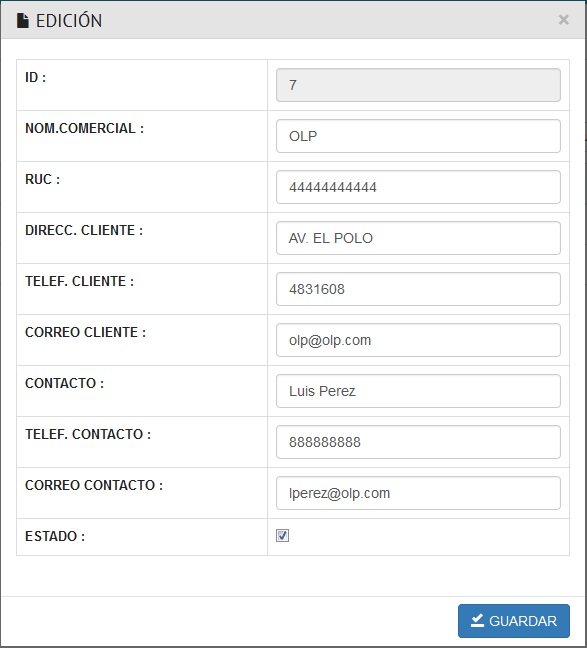 EDICIÓN ×
ID : 7
NOM.COMERCIAL : OLP
RUC : 44444444444
DIRECC. CLIENTE : AV. EL POLO
TELEF. CLIENTE : 4831608
CORREO CLIENTE : olp@olp.com
CONTACTO : Luis Perez
TELEF. CONTACTO : 888888888
CORREO CONTACTO : lperez@olp.com
ESTADO :
GUARDAR